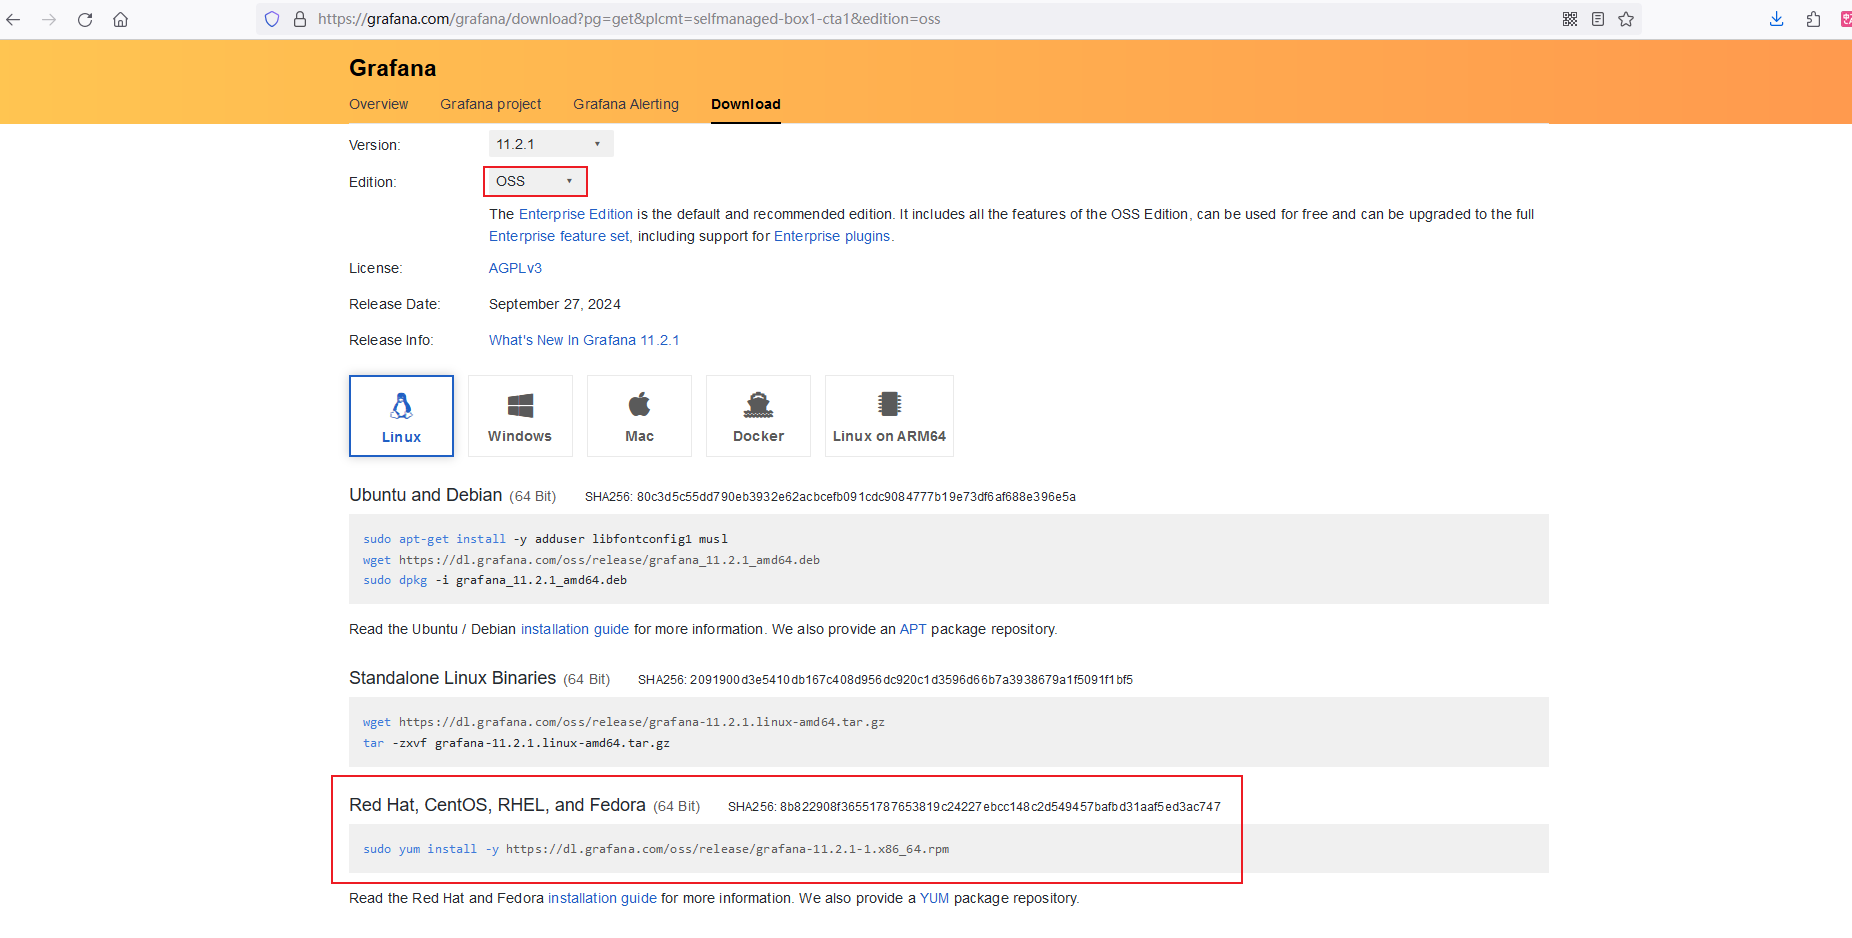 https://grafana.com/grafana/download?pg=get&plcmt=selfmanaged-box1-cta1&edition=oss
Grafana
Overview Grafana project Grafana Alerting Download
Version: 11.2.1
Edition: OSS
The Enterprise Edition is the default and recommended edition. It includes all the features of the OSS Edition, can be used for free and can be upgraded to the full
Enterprise feature set, including support for Enterprise plugins.
License: AGPLv3
Release Date: September 27, 2024
Release Info: What's New In Grafana 11.2.1
Linux Windows Mac Docker Linux on ARM64
Ubuntu and Debian (64 Bit) SHA256: 80c3d5c55dd790eb3932e62acbcefb091cdc9084777b19e73df6af688e396e5a
sudo apt-get install -y adduser libfontconfig1 musl
wget https://dl.grafana.com/oss/release/grafana_11.2.1_amd64.deb
sudo dpkg -i grafana_11.2.1_amd64.deb
Read the Ubuntu / Debian installation guide for more information. We also provide an APT package repository.
Standalone Linux Binaries (64 Bit) SHA256: 2091900d3e5410db167c408d956dc920c1d3596d66b7a3938679a1f5091f1bf5
wget https://dl.grafana.com/oss/release/grafana-11.2.1.linux-amd64.tar.gz
tar -zxvf grafana-11.2.1.linux-amd64.tar.gz
Red Hat, CentOS, RHEL, and Fedora (64 Bit) SHA256: 8b822908f36551787653819c24227ebcc148c2d549457bafbd31aaf5ed3ac747
sudo yum install -y https://dl.grafana.com/oss/release/grafana-11.2.1-1.x86_64.rpm
Read the Red Hat and Fedora installation guide for more information. We also provide a YUM package repository.